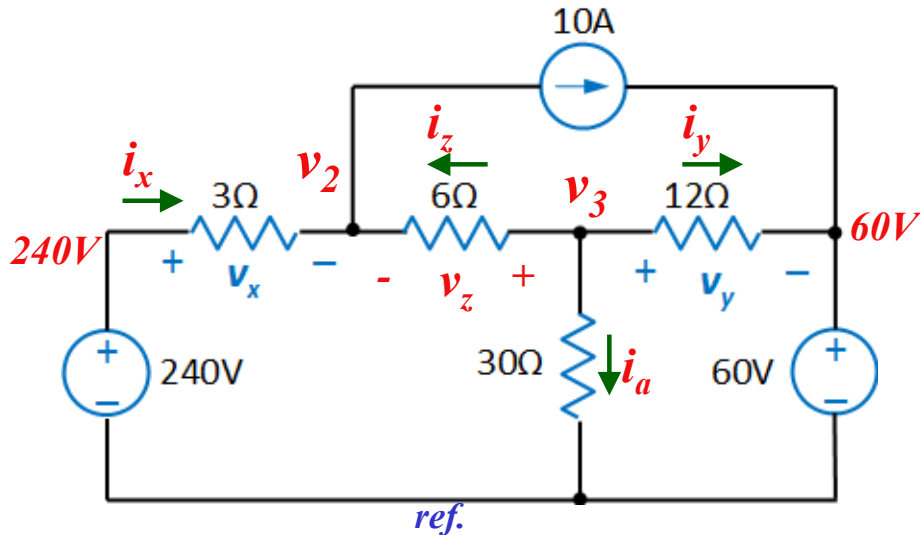 10A
i_x i_z i_y
v_2 v_3
3Ω 6Ω 12Ω
240V 60V
+ − - + + −
v_x v_z v_y
+ 240V 30Ω i_a 60V +
− −
ref.